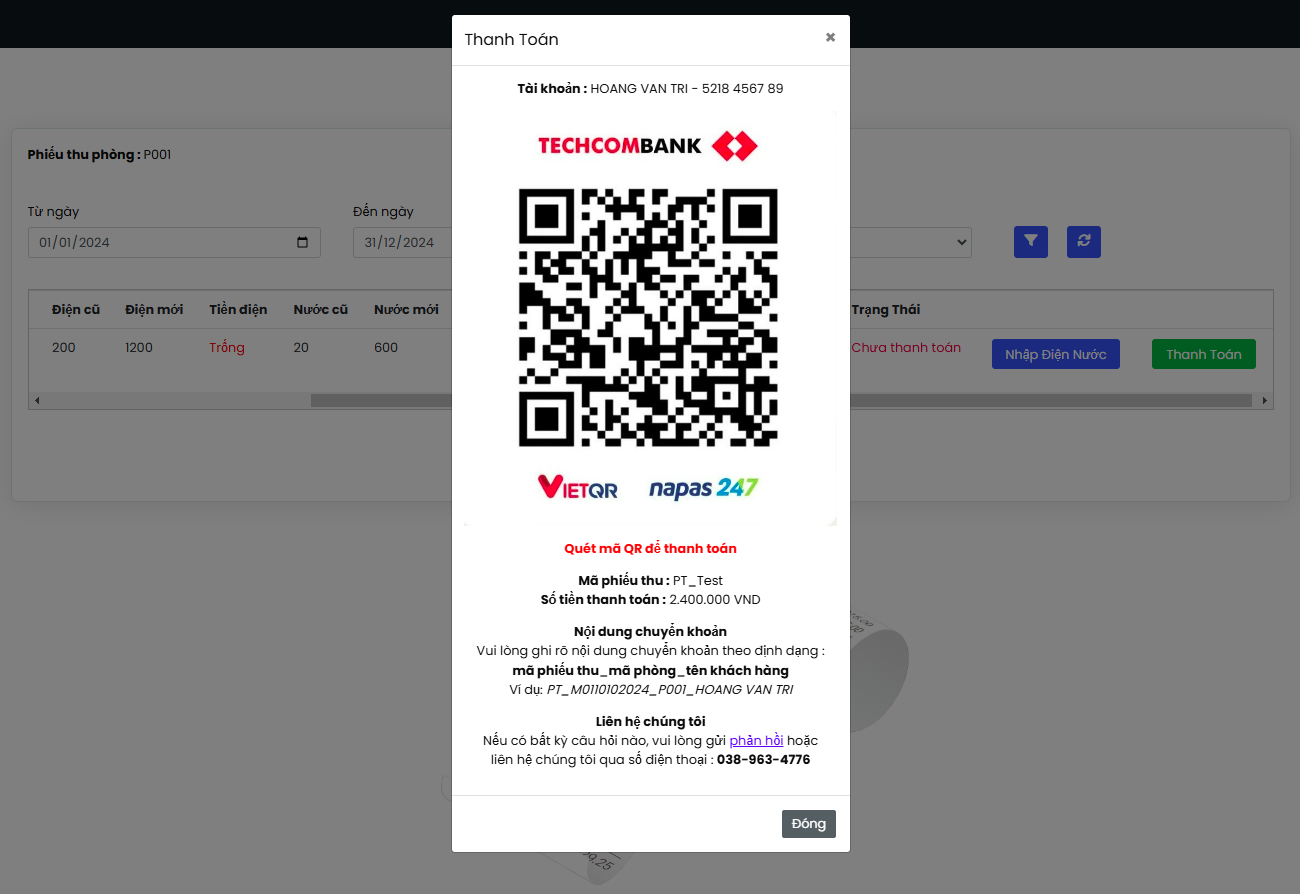 Thanh Toán
×
Tài khoản : HOANG VAN TRI - 5218 4567 89
TECHCOMBANK
VIETQR napas 247
Quét mã QR để thanh toán
Mã phiếu thu : PT_Test
Số tiền thanh toán : 2.400.000 VND
Nội dung chuyển khoản
Vui lòng ghi rõ nội dung chuyển khoản theo định dạng :
mã phiếu thu_mã phòng_tên khách hàng
Ví dụ: PT_M0110102024_P001_HOANG VAN TRI
Liên hệ chúng tôi
Nếu có bất kỳ câu hỏi nào, vui lòng gửi phản hồi hoặc
liên hệ chúng tôi qua số điện thoại : 038-963-4776
Đóng
Phiếu thu phòng : P001
Từ ngày Đến ngày
01/01/2024 31/12/2024
Điện cũ Điện mới Tiền điện Nước cũ Nước mới Trạng Thái
200 1200 Trống 20 600 Chưa thanh toán Nhập Điện Nước Thanh Toán